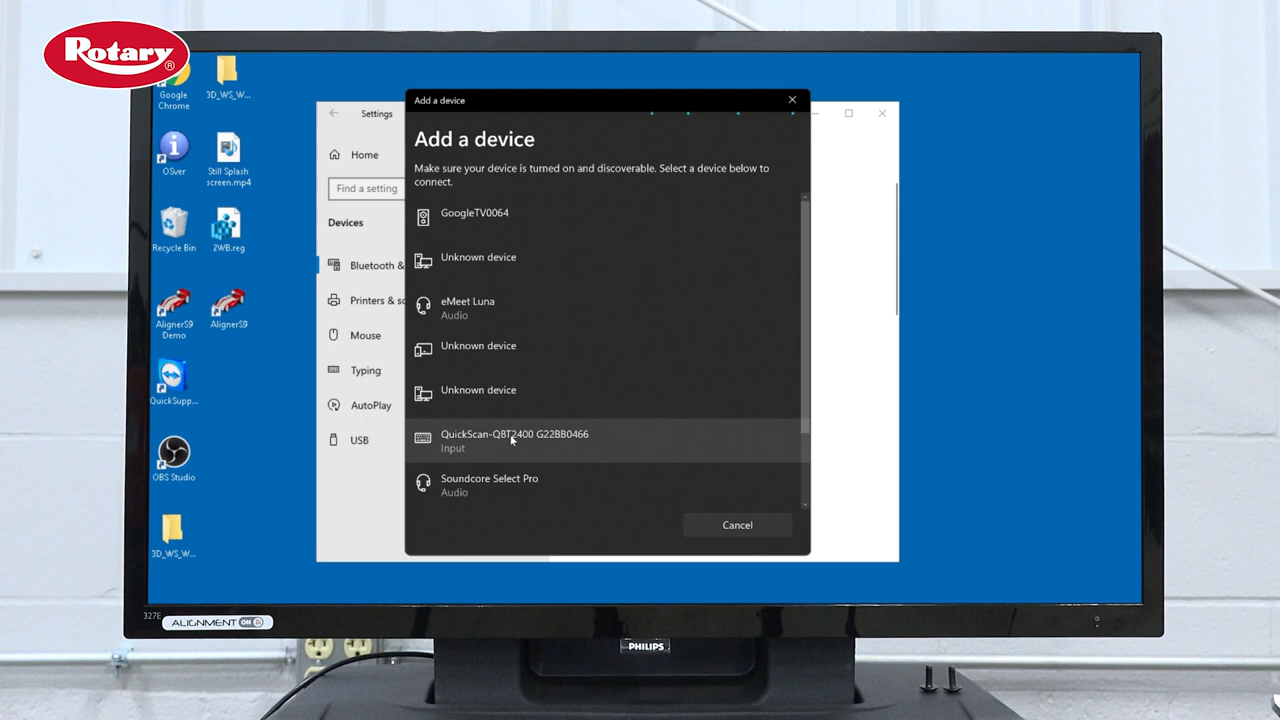 Rotary®
Google
Chrome
3D_WS_W...
OSver
Still Splash
screen.mp4
Recycle Bin
2WB.reg
AlignerS9
Demo
AlignerS9
QuickSupp...
OBS Studio
3D_WS_W...
Settings
Home
Find a setting
Devices
Bluetooth &
Printers & sc
Mouse
Typing
AutoPlay
USB
Add a device
Add a device
Make sure your device is turned on and discoverable. Select a device below to
connect.
GoogleTV0064
Unknown device
eMeet Luna
Audio
Unknown device
Unknown device
QuickScan-QBT2400 G22BB0466
Input
Soundcore Select Pro
Audio
Cancel
327E
ALIGNMENT ON
PHILIPS